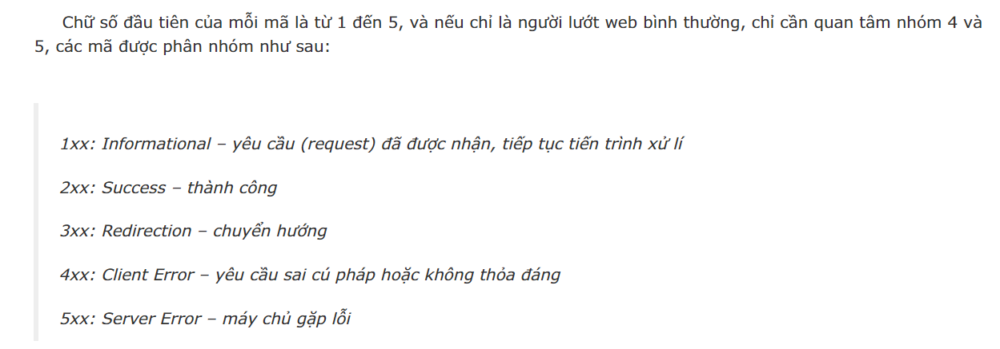 Chữ số đầu tiên của mỗi mã là từ 1 đến 5, và nếu chỉ là người lướt web bình thường, chỉ cần quan tâm nhóm 4 và
5, các mã được phân nhóm như sau:
1xx: Informational – yêu cầu (request) đã được nhận, tiếp tục tiến trình xử lí
2xx: Success – thành công
3xx: Redirection – chuyển hướng
4xx: Client Error – yêu cầu sai cú pháp hoặc không thỏa đáng
5xx: Server Error – máy chủ gặp lỗi